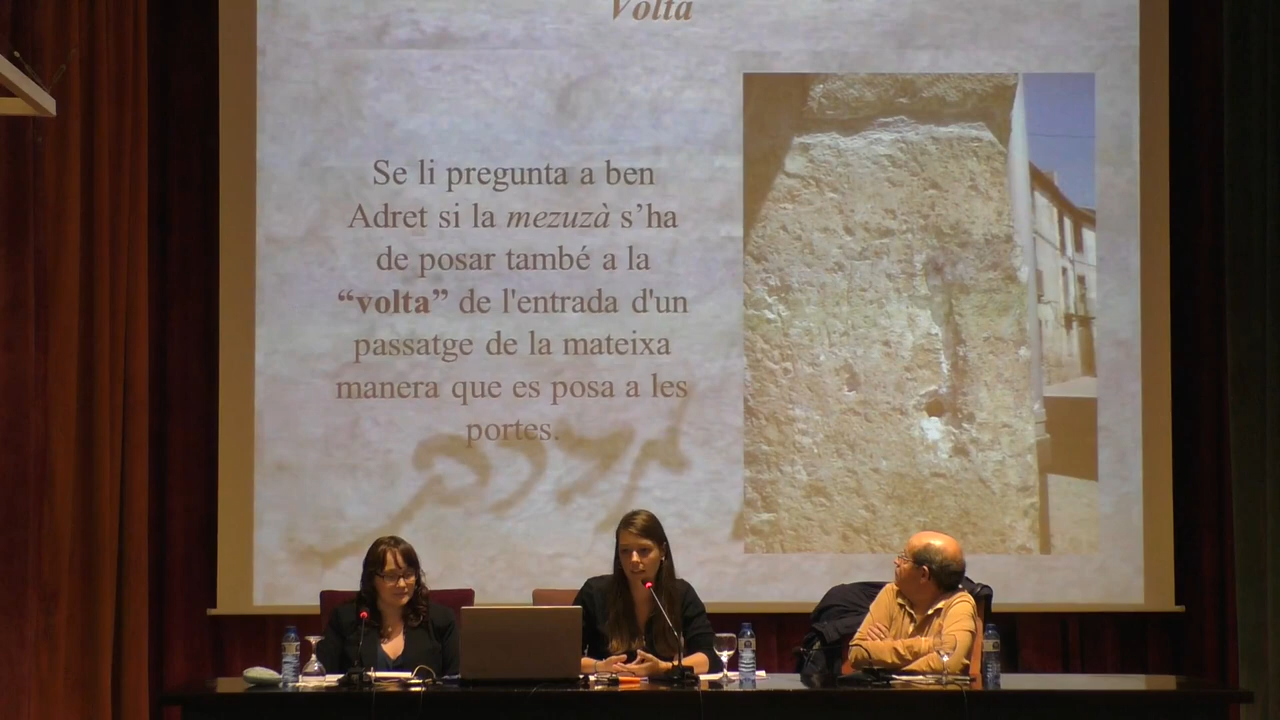 Volta
Se li pregunta a ben
Adret si la mezuzà s’ha
de posar també a la
“volta” de l'entrada d'un
passatge de la mateixa
manera que es posa a les
portes.